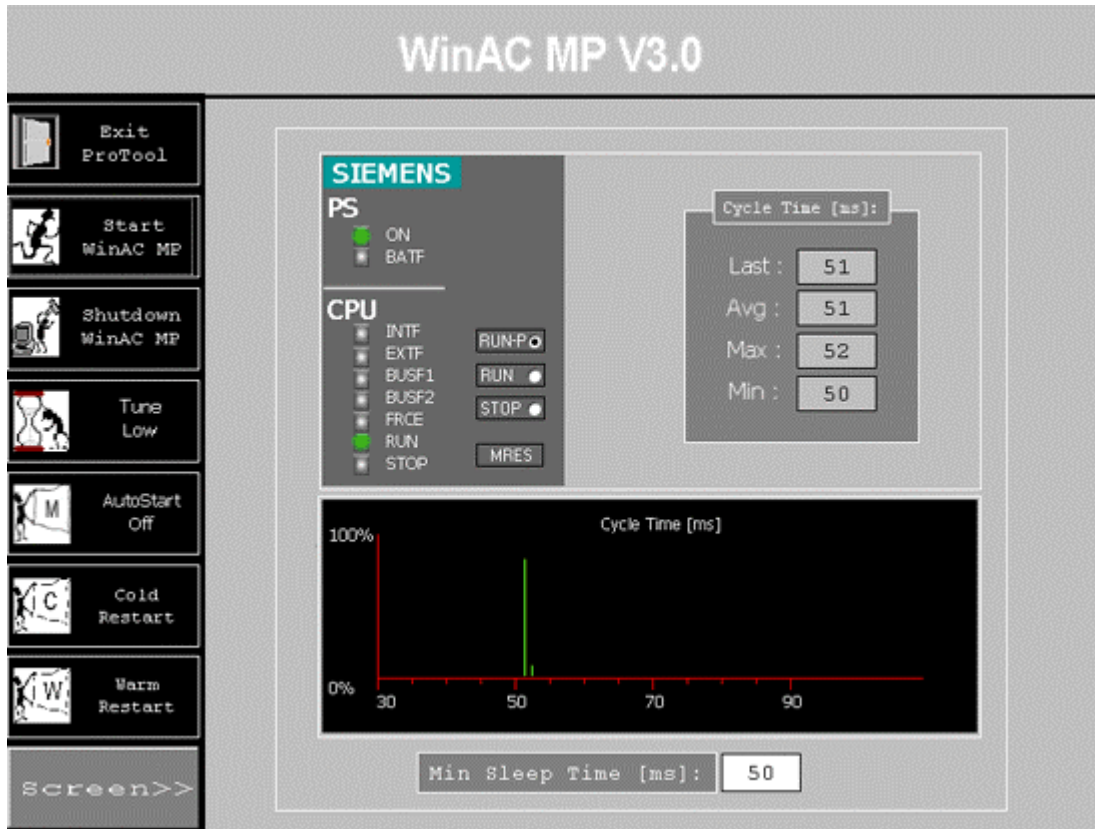 WinAC MP V3.0
Exit
ProTool
Start
WinAC MP
Shutdown
WinAC MP
Tune
Low
M
AutoStart
Off
C
Cold
Restart
W
Warm
Restart
Screen>>
SIEMENS
PS
ON
BATF
CPU
INTF
EXTF
BUSF1
BUSF2
FRCE
RUN
STOP
RUN-P
RUN
STOP
MRES
Cycle Time [ms]:
Last : 51
Avg : 51
Max : 52
Min : 50
Cycle Time [ms]
100%
0%
30 50 70 90
Min Sleep Time [ms]: 50